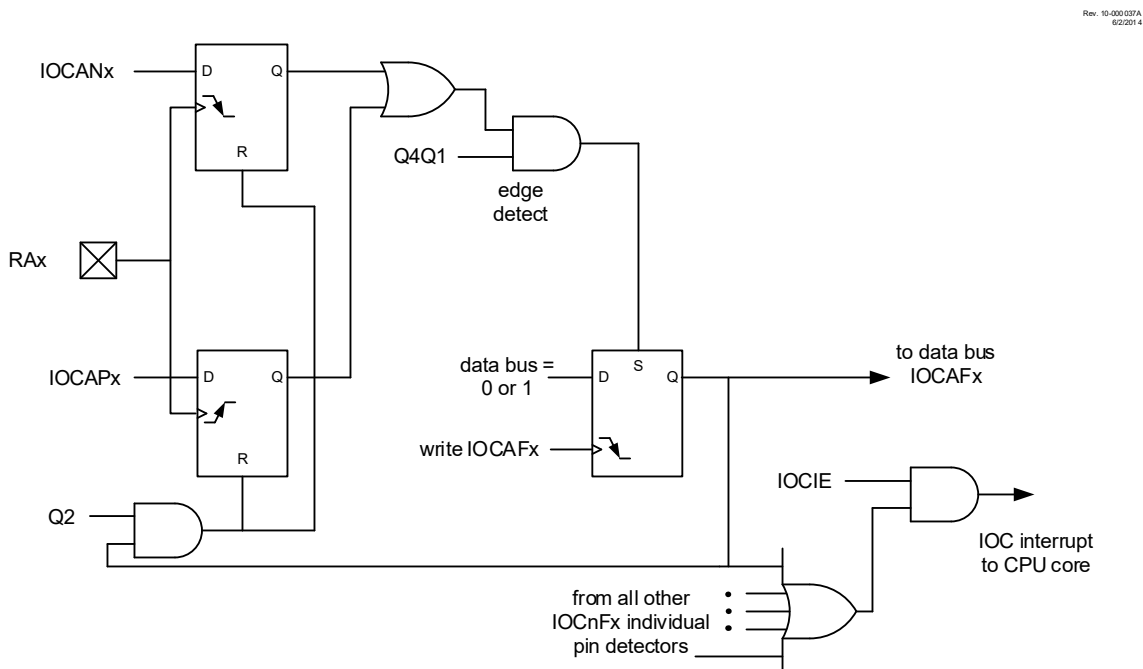 Rev. 10-000037A
6/2/2014
IOCANx
D
Q
R
Q4Q1
edge
detect
RAx
IOCAPx
D
Q
R
data bus =
0 or 1
D
S
Q
to data bus
IOCAFx
write IOCAFx
IOCIE
Q2
IOC interrupt
to CPU core
from all other
IOCnFx individual
pin detectors